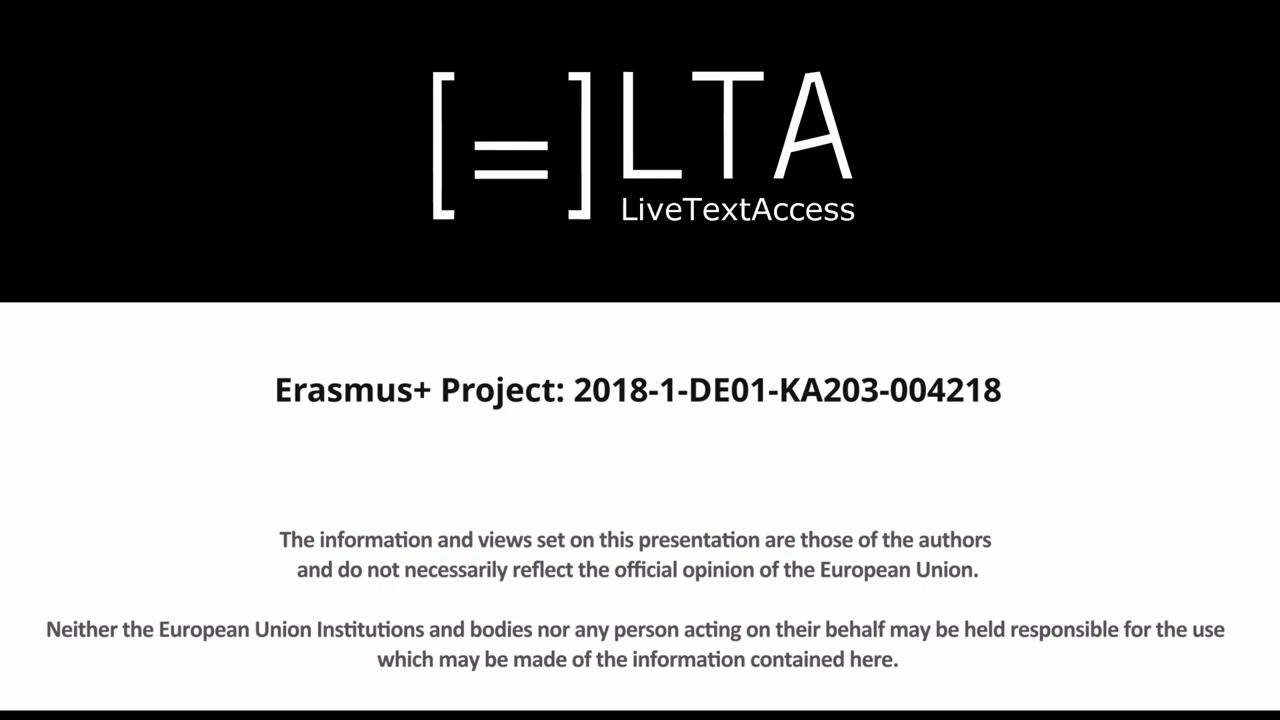 [=] LTA
LiveTextAccess
Erasmus+ Project: 2018-1-DE01-KA203-004218
The information and views set on this presentation are those of the authors
and do not necessarily reflect the official opinion of the European Union.
Neither the European Union Institutions and bodies nor any person acting on their behalf may be held responsible for the use
which may be made of the information contained here.